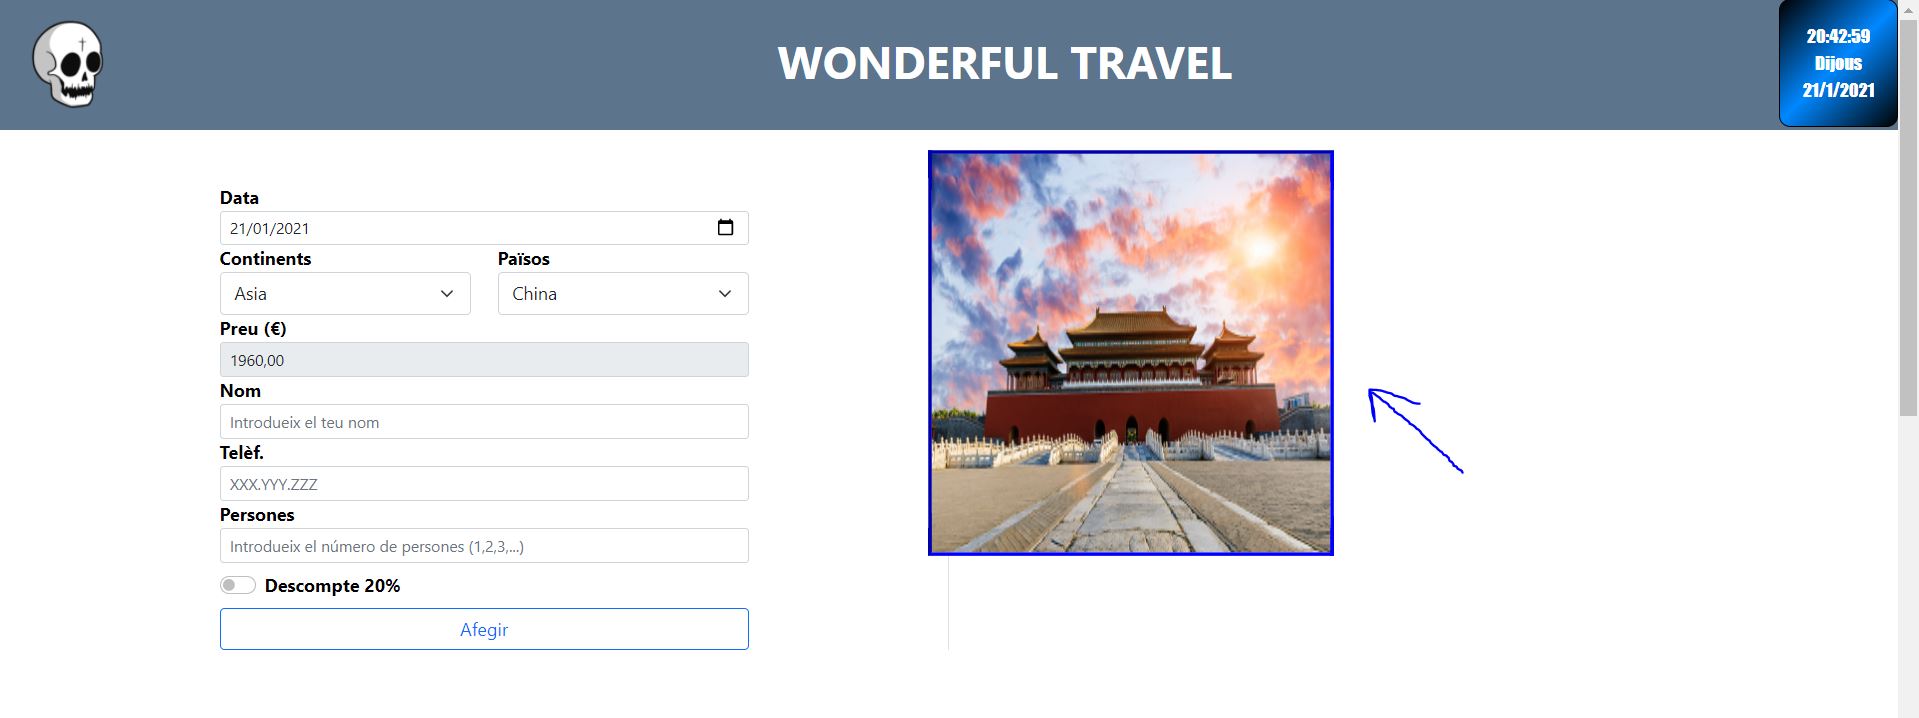 WONDERFUL TRAVEL
20:42:59
Dijous
21/1/2021
Data
21/01/2021
Continents
Països
Asia
China
Preu (€)
1960,00
Nom
Introdueix el teu nom
Telèf.
XXX.YYY.ZZZ
Persones
Introdueix el número de persones (1,2,3,...)
Descompte 20%
Afegir